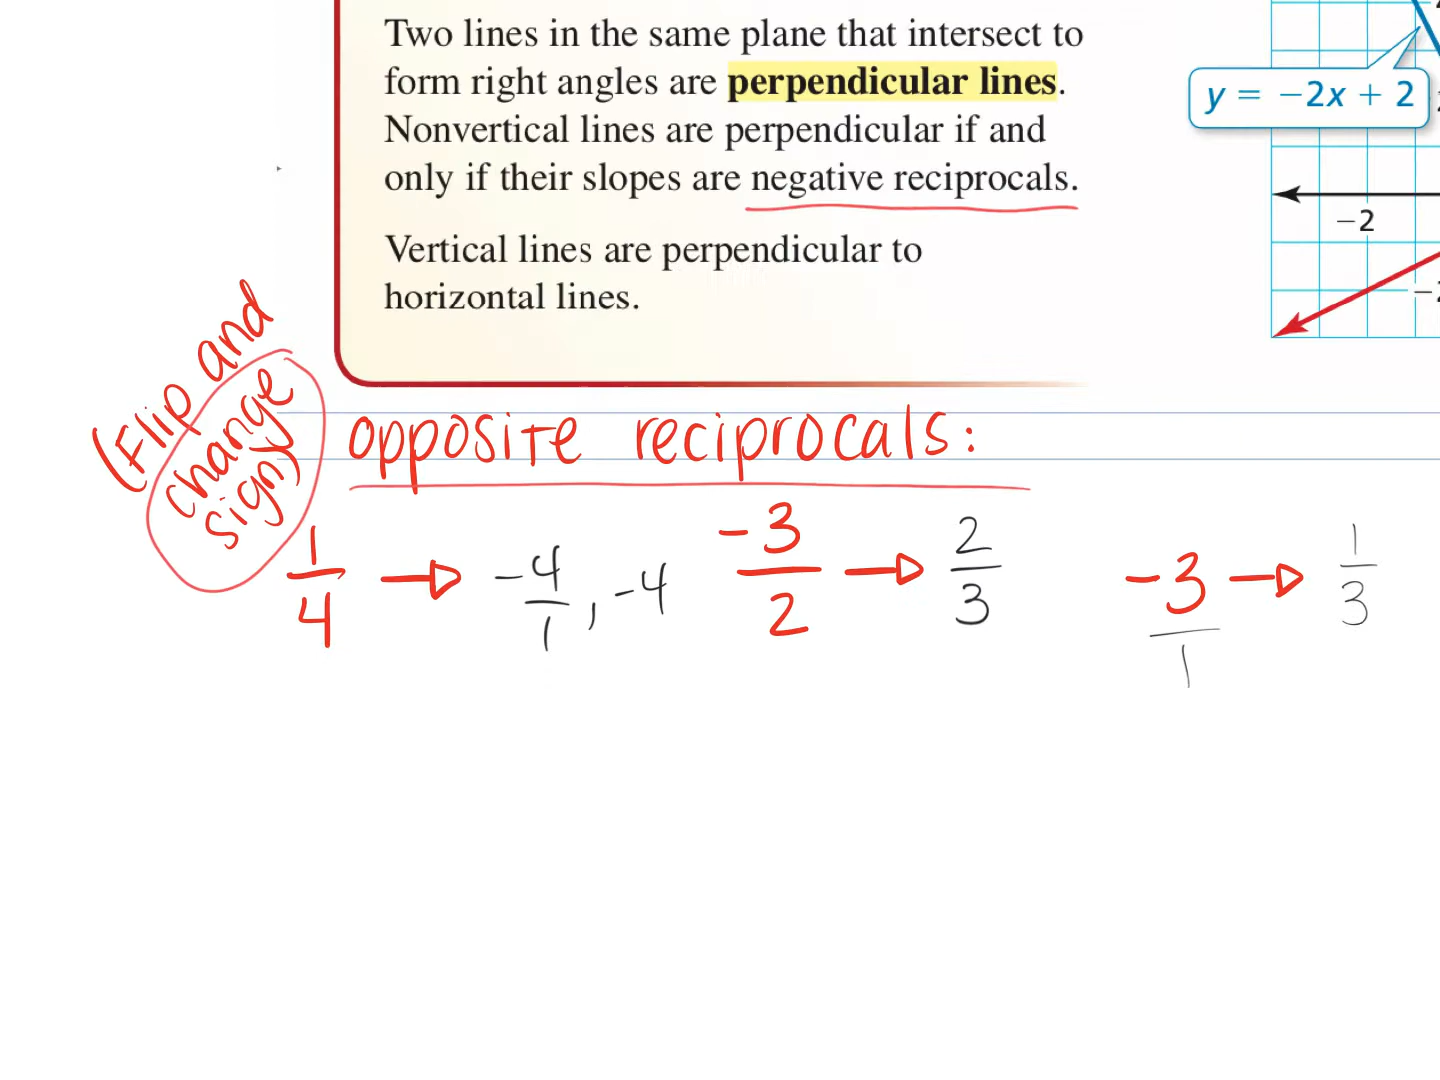 Two lines in the same plane that intersect to
form right angles are perpendicular lines.
Nonvertical lines are perpendicular if and
only if their slopes are negative reciprocals.
Vertical lines are perpendicular to
horizontal lines.
y = −2x + 2
−2
(Flip and
change
sign)
opposite reciprocals:
1/4 → -4/1, -4
-3/2 → 2/3
-3/1 → 1/3